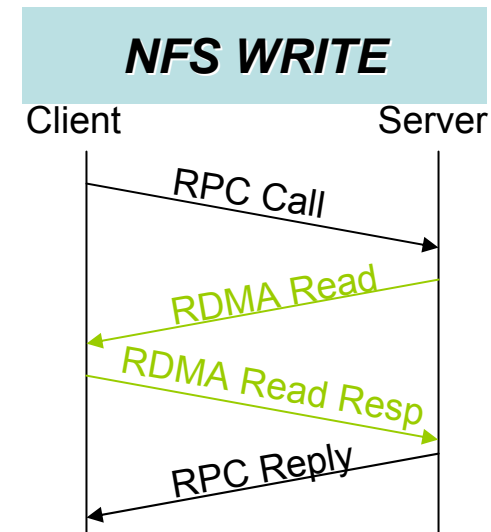 NFS WRITE
Client Server
RPC Call
RDMA Read
RDMA Read Resp
RPC Reply